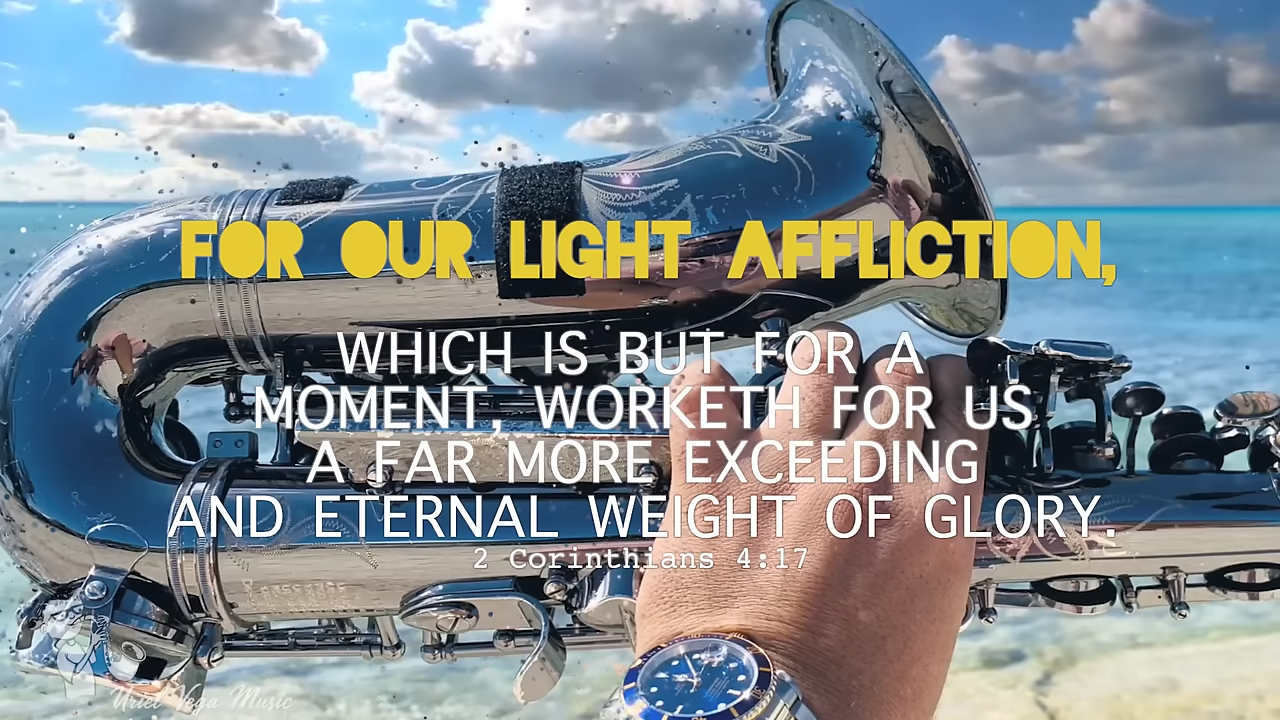 FOR OUR LIGHT AFFLICTION,
WHICH IS BUT FOR A
MOMENT, WORKETH FOR US
A FAR MORE EXCEEDING
AND ETERNAL WEIGHT OF GLORY.
2 Corinthians 4:17
Uriel Vega Music